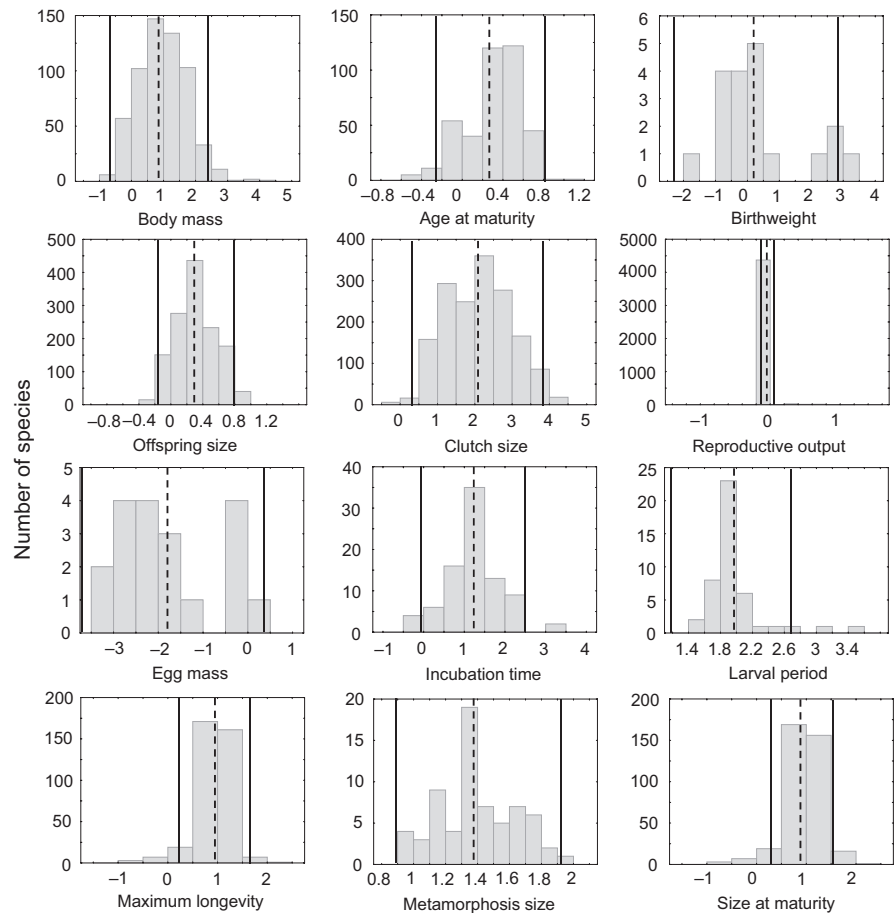 150 150 6
5
100 100 4
3
50 50 2
1
0 0 0
–1 0 1 2 3 4 5 –0.8 –0.4 0 0.4 0.8 1.2 –2 –1 0 1 2 3 4
Body mass Age at maturity Birthweight
500 400 5000
400 300 4000
300 3000
200 200 2000
100 100 1000
0 0 0
–0.8 –0.4 0 0.4 0.8 1.2 0 1 2 3 4 5 –1 0 1
Offspring size Clutch size Reproductive output
Number of species
5 40 25
4 30 20
3 15
2 20 10
1 10 5
0 0 0
–3 –2 –1 0 1 –1 0 1 2 3 4 1.4 1.8 2.2 2.6 3 3.4
Egg mass Incubation time Larval period
200 20 200
150 15 150
100 10 100
50 5 50
0 0 0
–1 0 1 2 0.8 1 1.2 1.4 1.6 1.8 2 –1 0 1 2
Maximum longevity Metamorphosis size Size at maturity